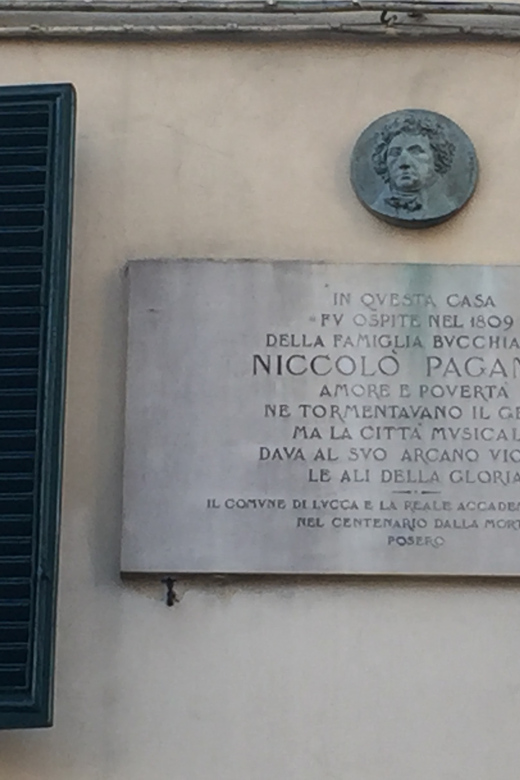 IN QVESTA CASA
FV OSPITE NEL 1809
DELLA FAMIGLIA BVCCHIA
NICCOLÒ PAGAN
AMORE E POVERTÀ
NE TORMENTAVANO IL GE
MA LA CITTÀ MVSICAL
DAVA AL SVO ARCANO VIO
LE ALI DELLA GLORIA
IL COMVNE DI LVCCA E LA REALE ACCADE
NEL CENTENARIO DALLA MORT
POSERO